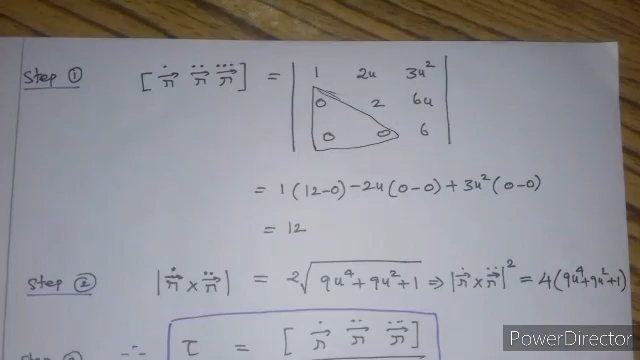 Step ① [ṙ⃗ r̈⃗ r⃛⃗] = | 1 2u 3u² |
| 0 2 6u |
| 0 0 6 |
= 1(12-0) - 2u(0-0) + 3u²(0-0)
= 12
Step ② |ṙ⃗ × r̈⃗| = 2√(9u⁴+9u²+1) ⇒ |ṙ⃗ × r̈⃗|² = 4(9u⁴+9u²+1)
∴ τ = [ṙ⃗ r̈⃗ r⃛⃗]
PowerDirector